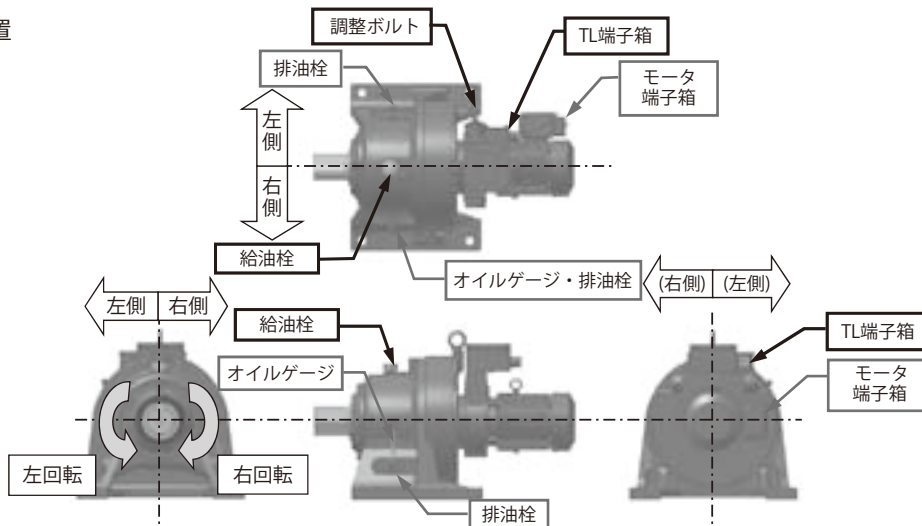 置
調整ボルト
TL端子箱
排油栓
モータ
端子箱
左側
右側
給油栓
オイルゲージ・排油栓
(右側)
(左側)
左側
右側
給油栓
TL端子箱
オイルゲージ
モータ
端子箱
左回転
右回転
排油栓